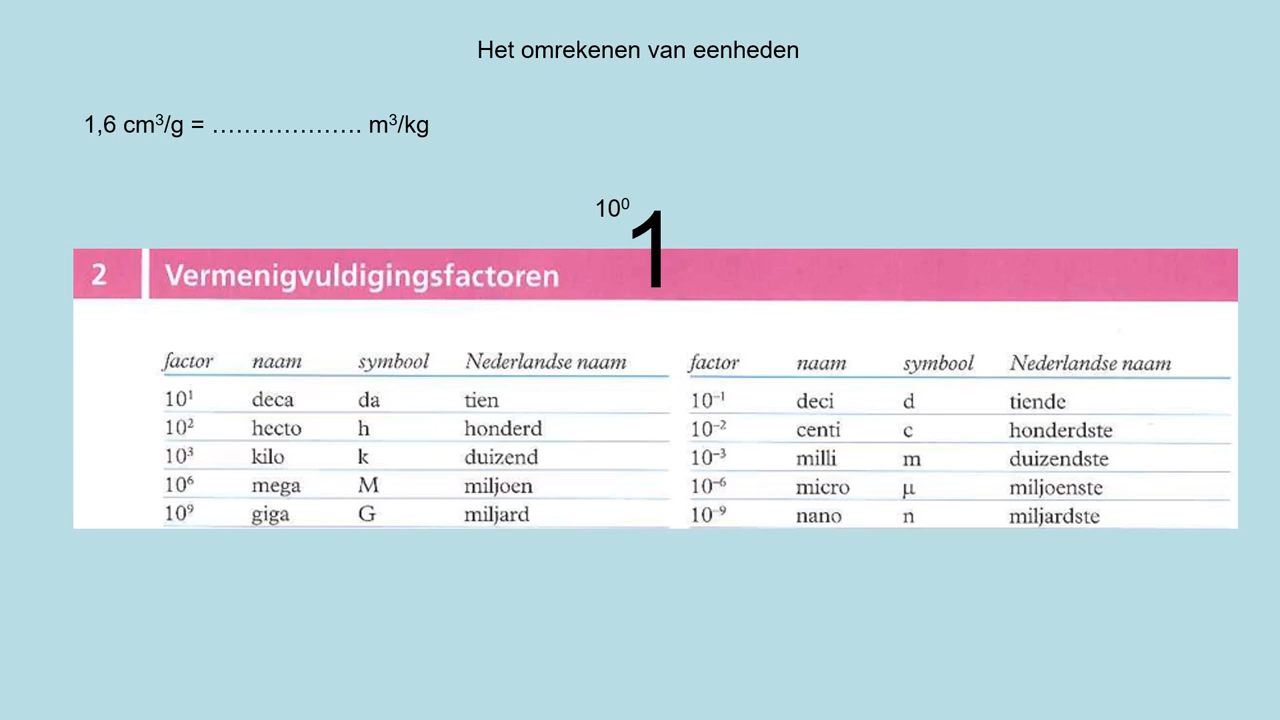 Het omrekenen van eenheden
1,6 cm³/g = ………………. m³/kg
10⁰
1
2 Vermenigvuldigingsfactoren
factor naam symbool Nederlandse naam factor naam symbool Nederlandse naam
10¹ deca da tien 10⁻¹ deci d tiende
10² hecto h honderd 10⁻² centi c honderdste
10³ kilo k duizend 10⁻³ milli m duizendste
10⁶ mega M miljoen 10⁻⁶ micro μ miljoenste
10⁹ giga G miljard 10⁻⁹ nano n miljardste